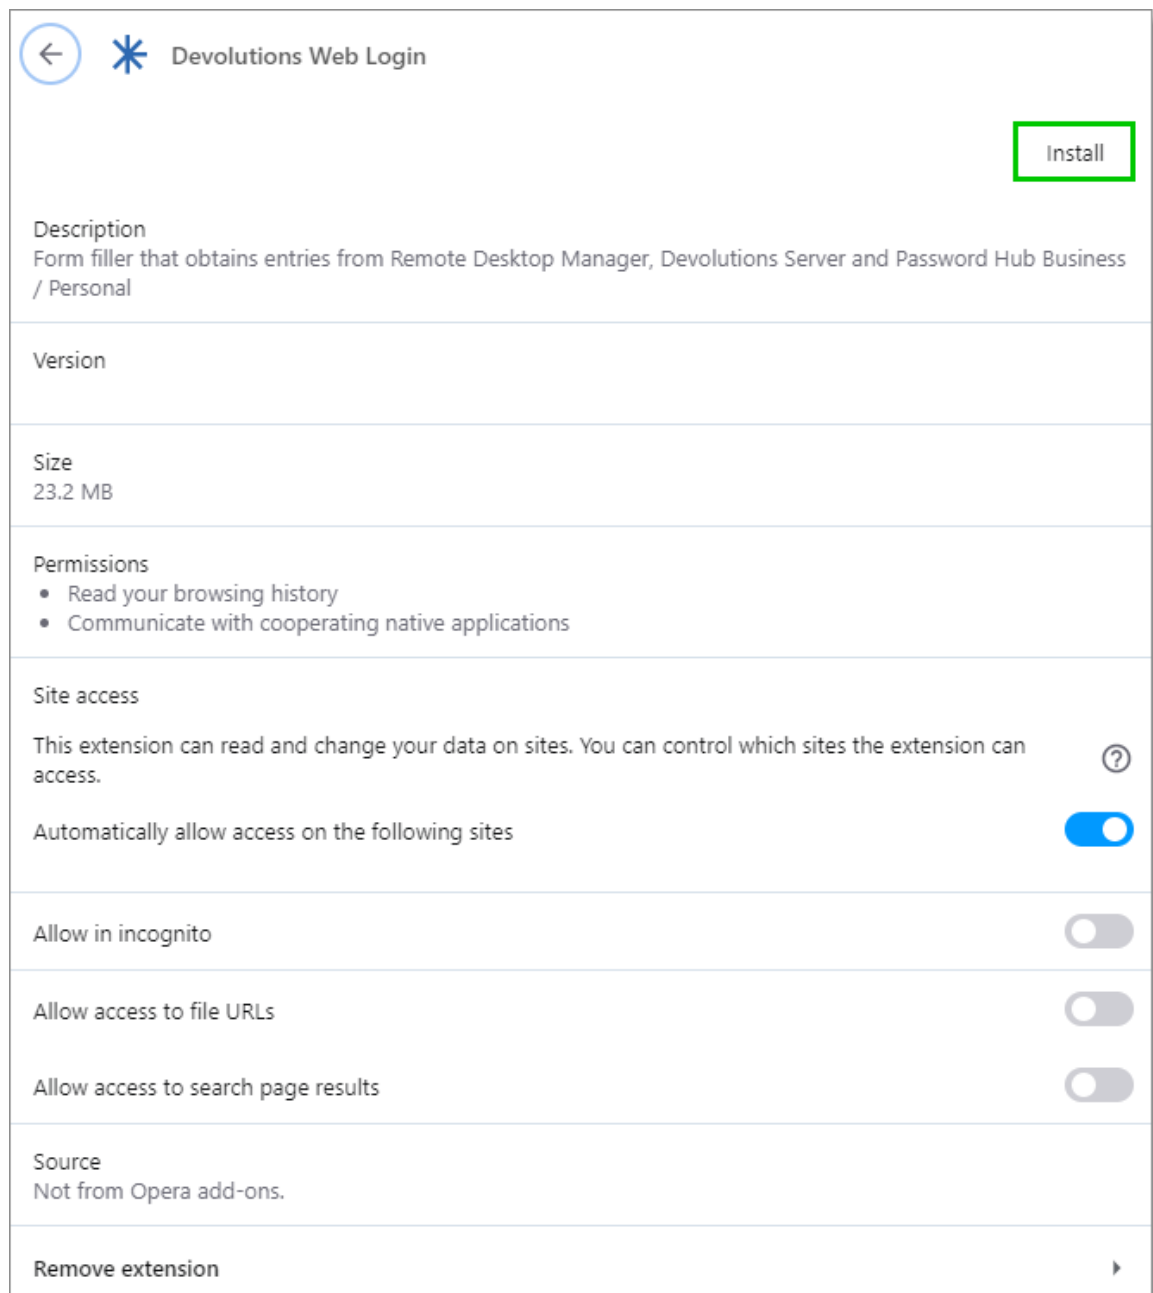 Devolutions Web Login
Install
Description
Form filler that obtains entries from Remote Desktop Manager, Devolutions Server and Password Hub Business
/ Personal
Version
Size
23.2 MB
Permissions
• Read your browsing history
• Communicate with cooperating native applications
Site access
This extension can read and change your data on sites. You can control which sites the extension can
access.
Automatically allow access on the following sites
Allow in incognito
Allow access to file URLs
Allow access to search page results
Source
Not from Opera add-ons.
Remove extension